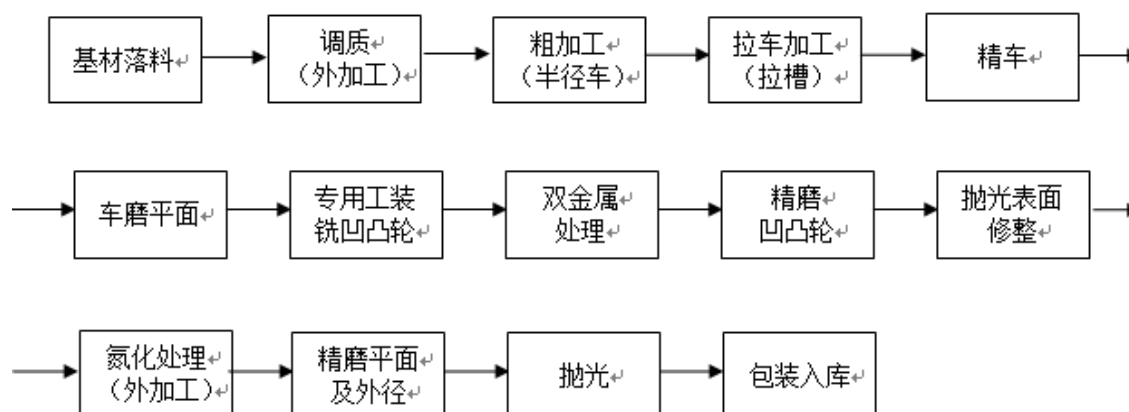 基材落料
调质
（外加工）
粗加工
（半径车）
拉车加工
（拉槽）
精车
车磨平面
专用工装
铣凹凸轮
双金属
处理
精磨
凹凸轮
抛光表面
修整
氮化处理
（外加工）
精磨平面
及外径
抛光
包装入库